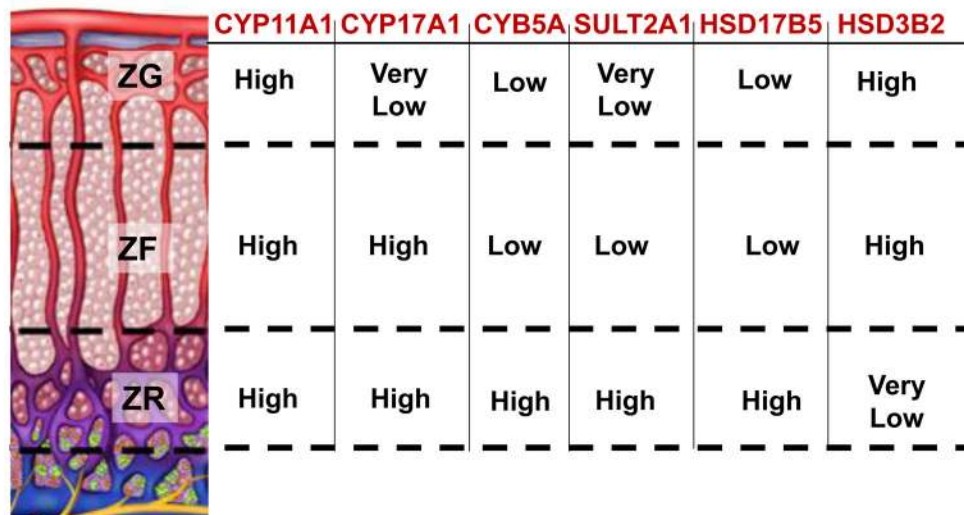 CYP11A1 CYP17A1 CYB5A SULT2A1 HSD17B5 HSD3B2
ZG High Very Low Low Very Low Low High
ZF High High Low Low Low High
ZR High High High High High Very Low